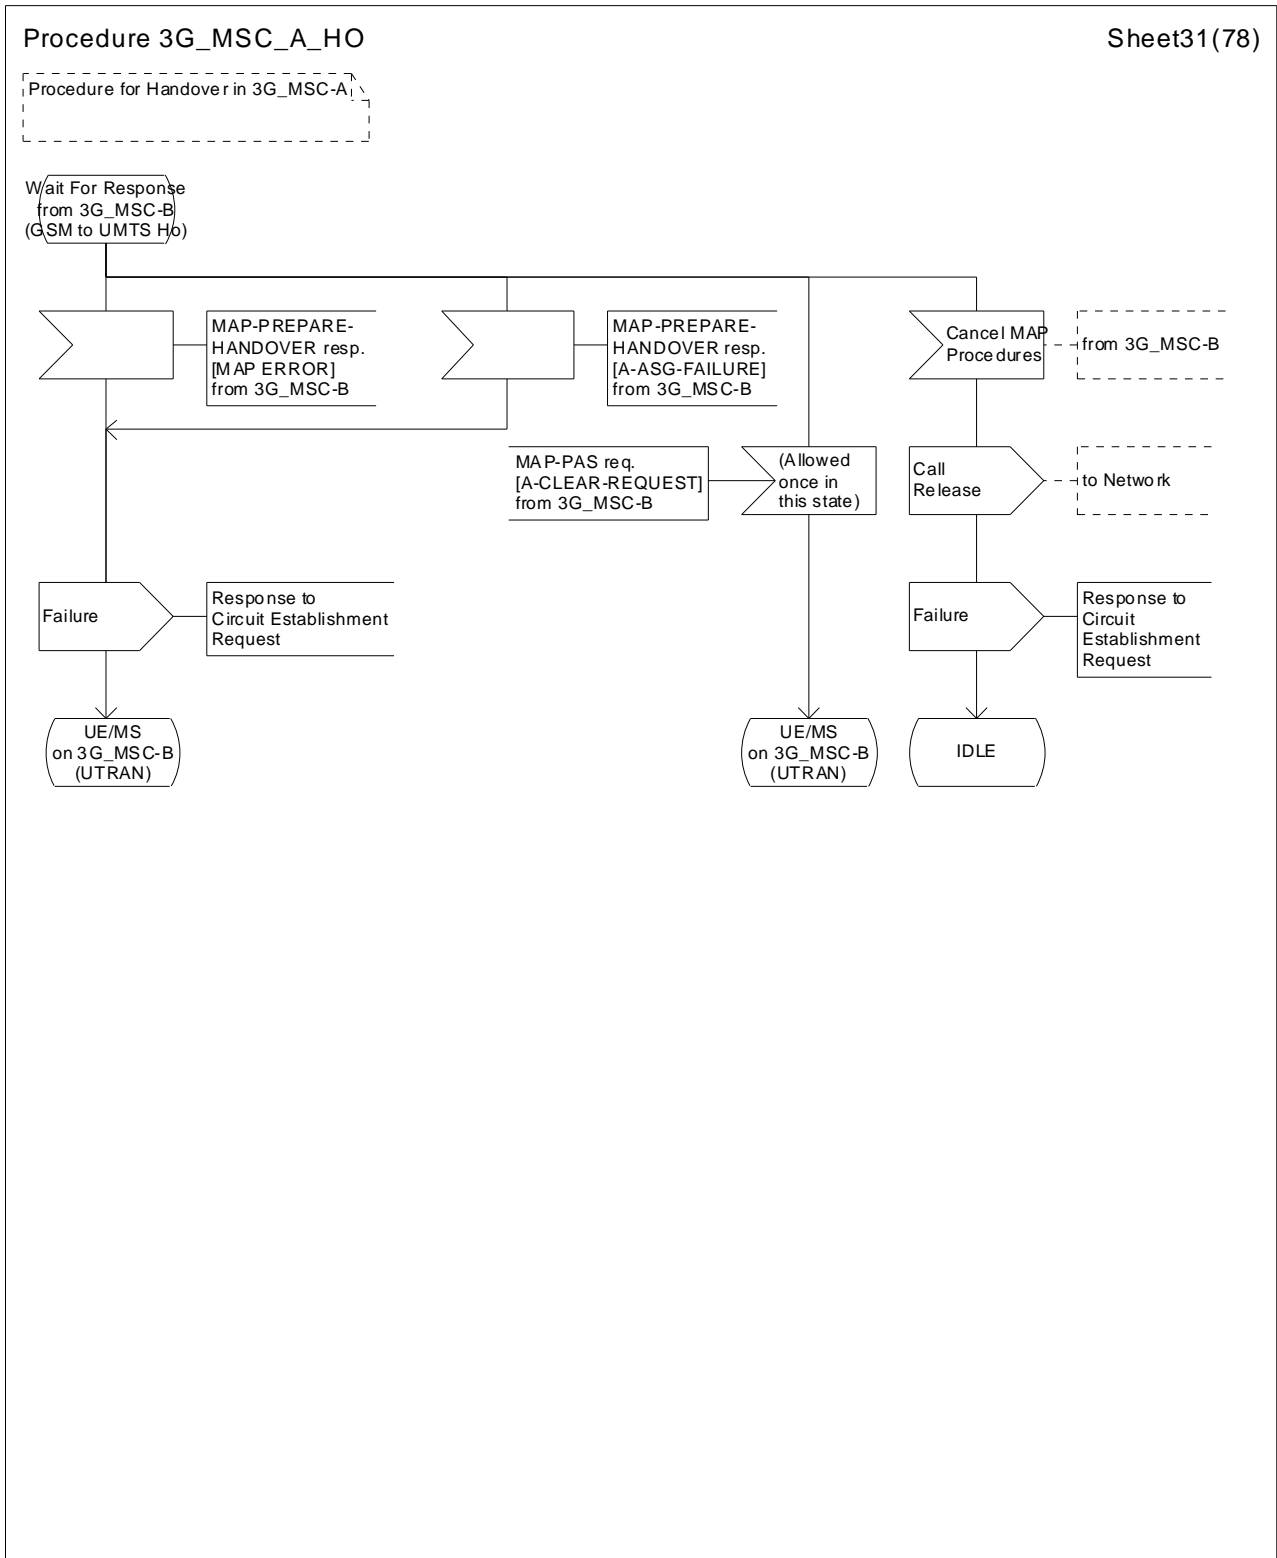 Procedure 3G_MSC_A_HO
Sheet31(78)
Procedure for Handover in 3G_MSC-A
Wait For Response
from 3G_MSC-B
(GSM to UMTS Ho)
MAP-PREPARE-
HANDOVER resp.
[MAP ERROR]
from 3G_MSC-B
MAP-PREPARE-
HANDOVER resp.
[A-ASG-FAILURE]
from 3G_MSC-B
Cancel MAP
Procedures
from 3G_MSC-B
MAP-PAS req.
[A-CLEAR-REQUEST]
from 3G_MSC-B
(Allowed
once in
this state)
Call
Release
to Network
Failure
Response to
Circuit Establishment
Request
Failure
Response to
Circuit
Establishment
Request
UE/MS
on 3G_MSC-B
(UTRAN)
UE/MS
on 3G_MSC-B
(UTRAN)
IDLE